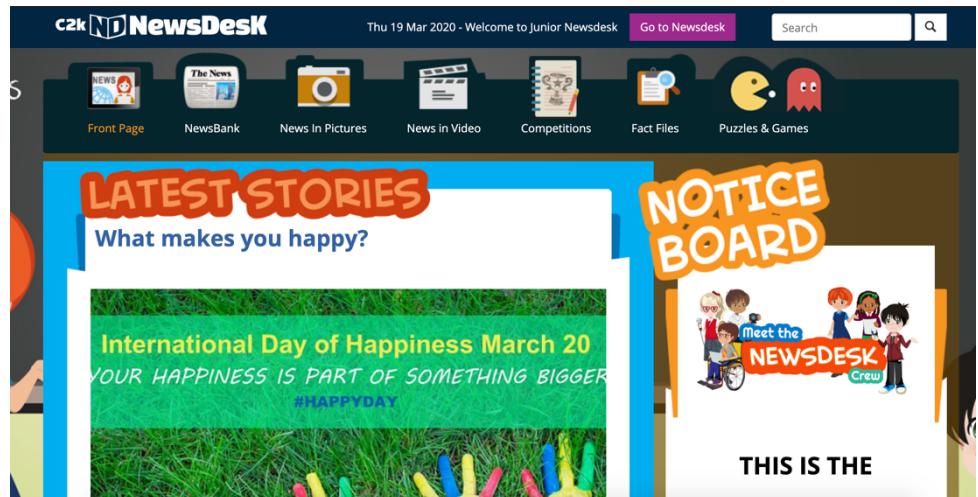 C2k ND NewsDesk
Thu 19 Mar 2020 - Welcome to Junior Newsdesk
Go to Newsdesk
Search
NEWS
The News
Front Page
NewsBank
News In Pictures
News in Video
Competitions
Fact Files
Puzzles & Games
LATEST STORIES
What makes you happy?
International Day of Happiness March 20
YOUR HAPPINESS IS PART OF SOMETHING BIGGER
#HAPPYDAY
NOTICE
BOARD
Meet the
NEWSDESK
Crew
THIS IS THE